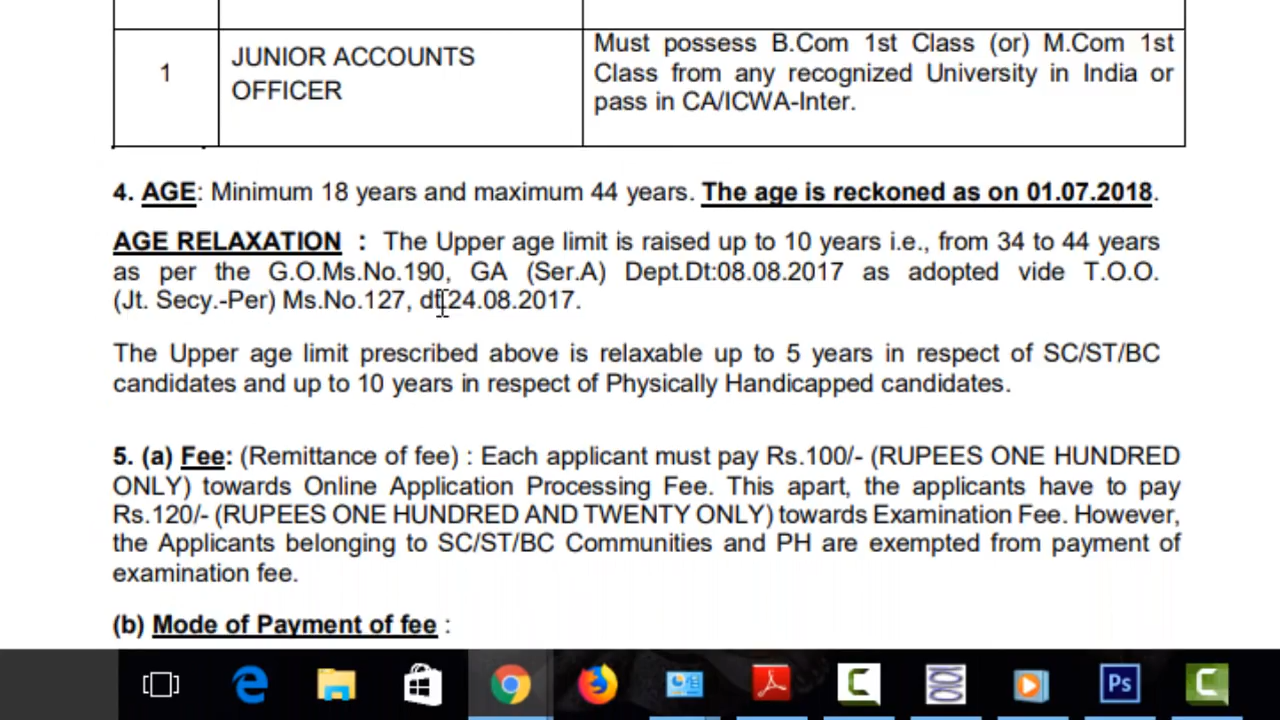 1
JUNIOR ACCOUNTS
OFFICER
Must possess B.Com 1st Class (or) M.Com 1st
Class from any recognized University in India or
pass in CA/ICWA-Inter.
4. AGE: Minimum 18 years and maximum 44 years. The age is reckoned as on 01.07.2018.
AGE RELAXATION : The Upper age limit is raised up to 10 years i.e., from 34 to 44 years
as per the G.O.Ms.No.190, GA (Ser.A) Dept.Dt:08.08.2017 as adopted vide T.O.O.
(Jt. Secy.-Per) Ms.No.127, dt:24.08.2017.
The Upper age limit prescribed above is relaxable up to 5 years in respect of SC/ST/BC
candidates and up to 10 years in respect of Physically Handicapped candidates.
5. (a) Fee: (Remittance of fee) : Each applicant must pay Rs.100/- (RUPEES ONE HUNDRED
ONLY) towards Online Application Processing Fee. This apart, the applicants have to pay
Rs.120/- (RUPEES ONE HUNDRED AND TWENTY ONLY) towards Examination Fee. However,
the Applicants belonging to SC/ST/BC Communities and PH are exempted from payment of
examination fee.
(b) Mode of Payment of fee :
Ps